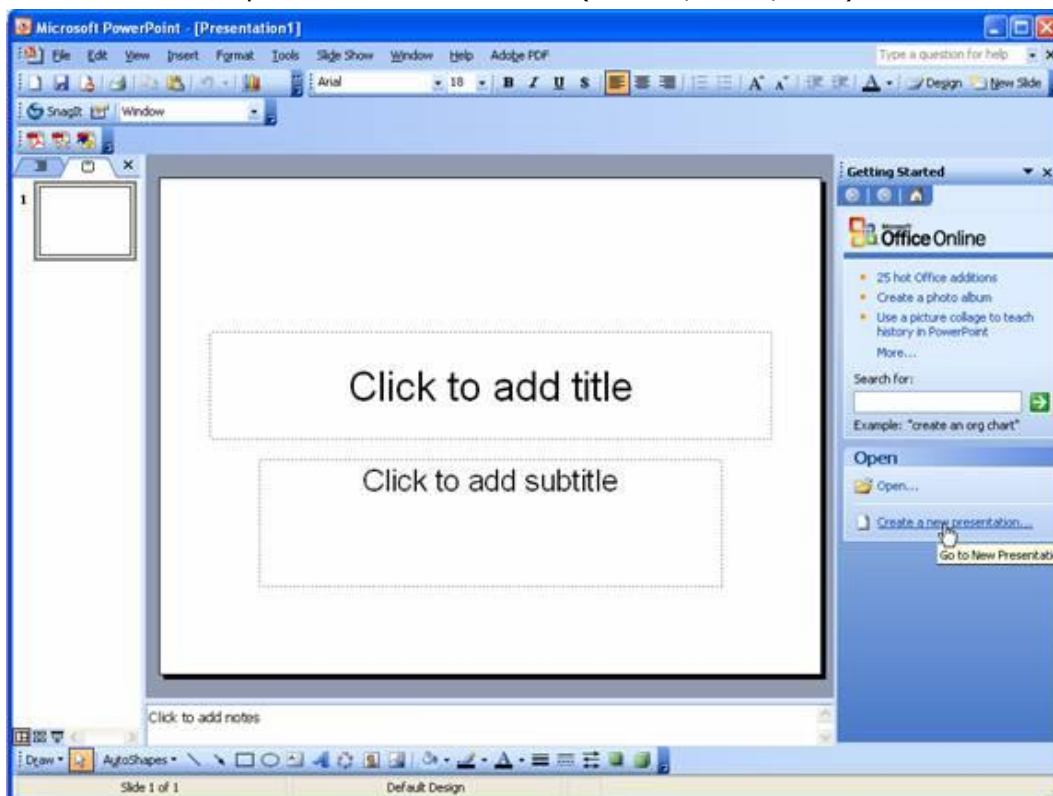 Microsoft PowerPoint - [Presentation1]
File Edit View Insert Format Tools Slide Show Window Help Adobe PDF Type a question for help
Arial 18 B I U S A A A Design New Slide
SnagIt Window
Getting Started
1
Microsoft
Office Online
25 hot Office additions
Create a photo album
Use a picture collage to teach
history in PowerPoint
More...
Search for:
Example: "create an org chart"
Click to add title
Click to add subtitle
Open
Open...
Create a new presentation...
Go to New Presentati
Click to add notes
Draw AutoShapes A A
Slide 1 of 1 Default Design